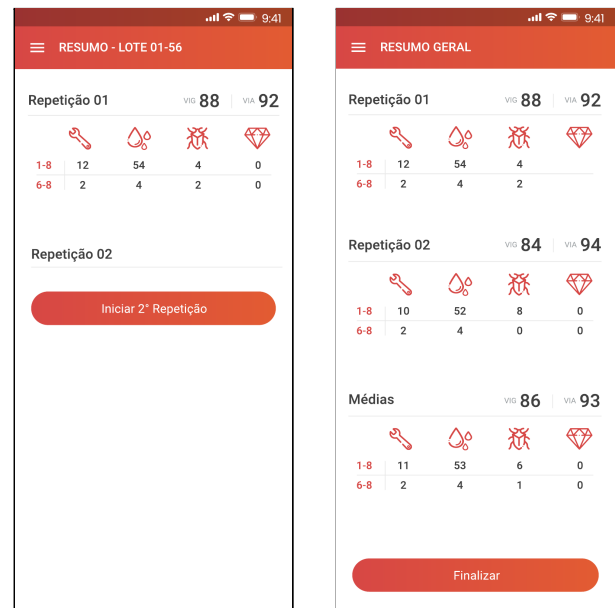 9:41
RESUMO - LOTE 01-56
Repetição 01 VIG 88 VIA 92
1-8 12 54 4 0
6-8 2 4 2 0
Repetição 02
Iniciar 2° Repetição
9:41
RESUMO GERAL
Repetição 01 VIG 88 VIA 92
1-8 12 54 4
6-8 2 4 2
Repetição 02 VIG 84 VIA 94
1-8 10 52 8 0
6-8 2 4 0 0
Médias VIG 86 VIA 93
1-8 11 53 6 0
6-8 2 4 1 0
Finalizar